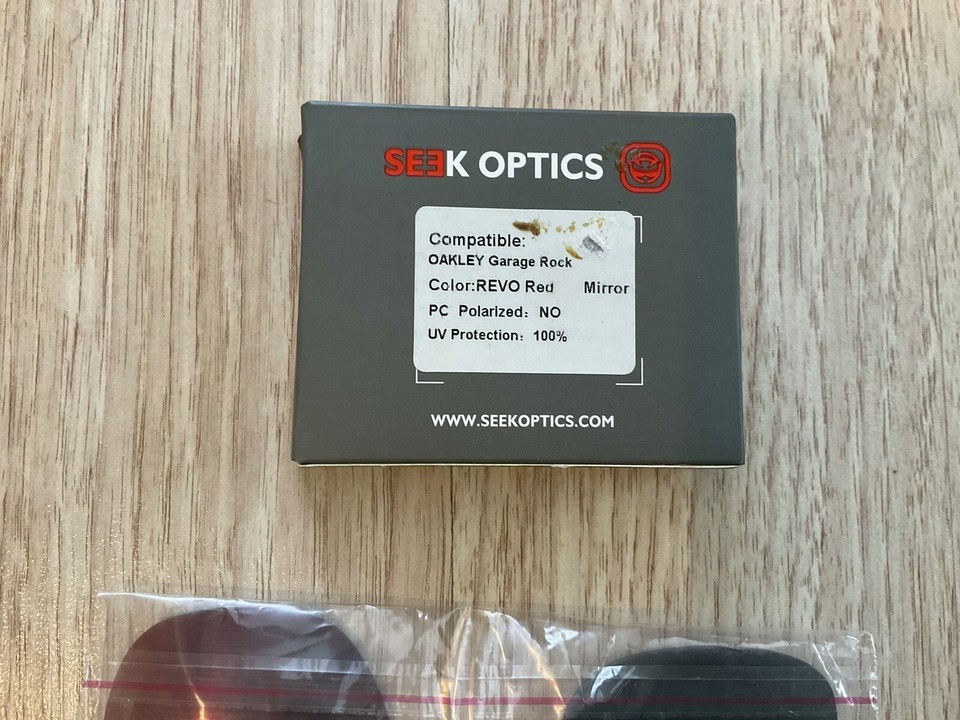 SEEK OPTICS
Compatible:
OAKLEY Garage Rock
Color:REVO Red Mirror
PC Polarized: NO
UV Protection: 100%
WWW.SEEKOPTICS.COM